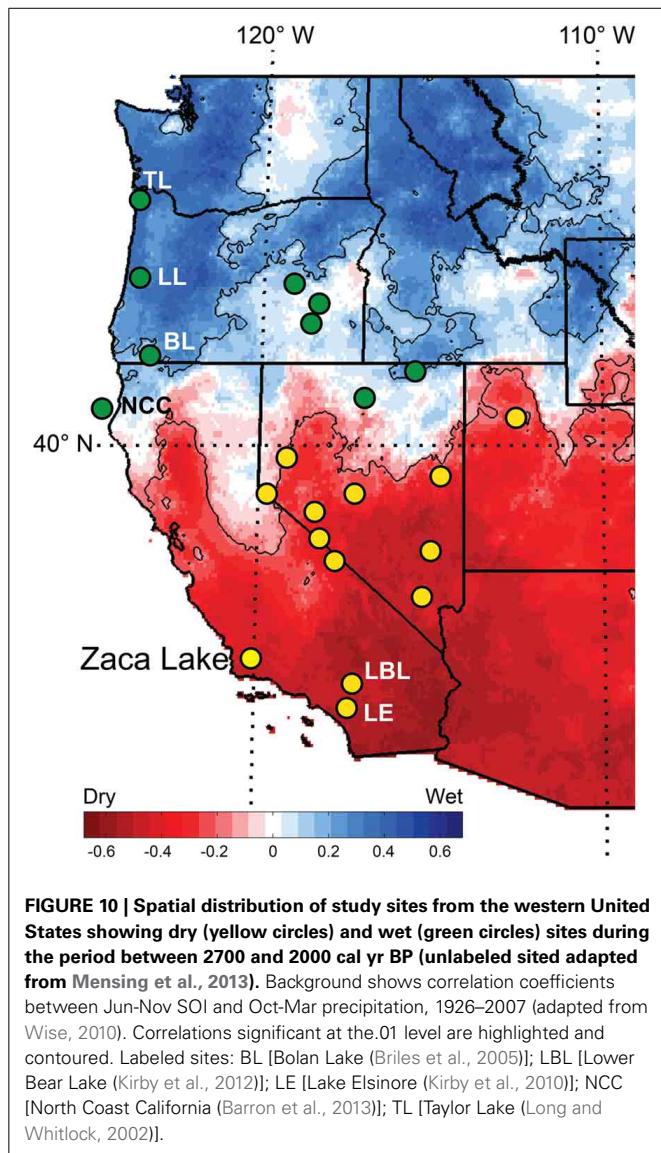 120° W
110° W
TL
LL
BL
NCC
40° N
Zaca Lake
LBL
LE
Dry
Wet
-0.6
-0.4
-0.2
0
0.2
0.4
0.6
FIGURE 10 | Spatial distribution of study sites from the western United
States showing dry (yellow circles) and wet (green circles) sites during
the period between 2700 and 2000 cal yr BP (unlabeled sited adapted
from Mensing et al., 2013). Background shows correlation coefficients
between Jun-Nov SOI and Oct-Mar precipitation, 1926–2007 (adapted from
Wise, 2010). Correlations significant at the.01 level are highlighted and
contoured. Labeled sites: BL [Bolan Lake (Briles et al., 2005)]; LBL [Lower
Bear Lake (Kirby et al., 2012)]; LE [Lake Elsinore (Kirby et al., 2010)]; NCC
[North Coast California (Barron et al., 2013)]; TL [Taylor Lake (Long and
Whitlock, 2002)].